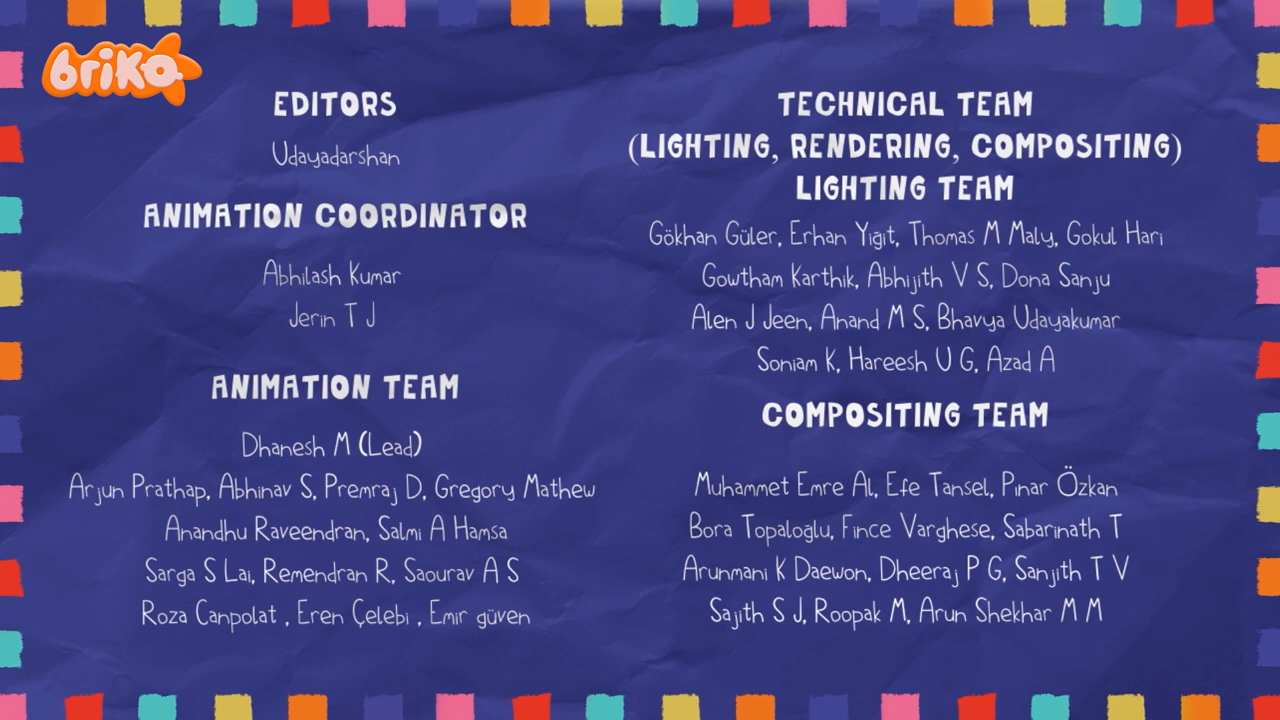 briko
EDITORS
Udayadarshan
ANIMATION COORDINATOR
Abhilash Kumar
Jerin T J
ANIMATION TEAM
Dhanesh M (Lead)
Arjun Prathap, Abhinav S, Premraj D, Gregory Mathew
Anandhu Raveendran, Salmi A Hamsa
Sarga S Lai, Remendran R, Saourav A S
Roza Canpolat , Eren Çelebi , Emir güven
TECHNICAL TEAM
(LIGHTING, RENDERING, COMPOSITING)
LIGHTING TEAM
Gökhan Güler, Erhan Yiğit, Thomas M Maly, Gokul Hari
Gowtham Karthik, Abhijith V S, Dona Sanju
Alen J Jeen, Anand M S, Bhavya Udayakumar
Soniam K, Hareesh U G, Azad A
COMPOSITING TEAM
Muhammet Emre Al, Efe Tansel, Pınar Özkan
Bora Topaloğlu, Fince Varghese, Sabarinath T
Arunmani K Daewon, Dheeraj P G, Sanjith T V
Sajith S J, Roopak M, Arun Shekhar M M